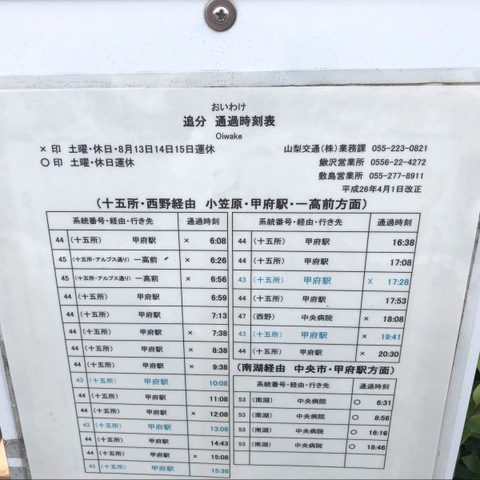 おいわけ
追分 通過時刻表
Oiwake
× 印 土曜・休日・8月13日14日15日運休
○ 印 土曜・休日運休
山梨交通(株)業務課 055-223-0821
鰍沢営業所 0556-22-4272
敷島営業所 055-277-8911
平成26年4月1日改正
(十五所・西野経由 小笠原・甲府駅・一高前方面)
系統番号・経由・行き先 通過時刻
44 (十五所) 甲府駅 × 6:08
45 (十五所・アルプス通り) 一高前 × 6:26
45 (十五所・アルプス通り) 一高前 × 6:56
44 (十五所) 甲府駅 6:59
44 (十五所) 甲府駅 7:13
44 (十五所) 甲府駅 × 7:38
44 (十五所) 甲府駅 × 8:38
44 (十五所) 甲府駅 × 9:38
43 (十五所) 甲府駅 10:08
44 (十五所) 甲府駅 11:08
44 (十五所) 甲府駅 × 12:08
43 (十五所) 甲府駅 13:08
44 (十五所) 甲府駅 14:43
44 (十五所) 甲府駅 × 15:08
43 (十五所) 甲府駅 15:38
系統番号・経由・行き先 通過時刻
44 (十五所) 甲府駅 16:38
44 (十五所) 甲府駅 17:08
43 (十五所) 甲府駅 X 17:28
44 (十五所) 甲府駅 17:53
47 (西野) 中央病院 × 18:08
43 (十五所) 甲府駅 × 19:41
44 (十五所) 甲府駅 × 20:30
(南湖経由 中央市・甲府駅方面)
系統番号・経由・行き先 通過時刻
53 (南湖) 中央病院 ○ 6:31
53 (南湖) 中央病院 ○ 8:56
53 (南湖) 中央病院 ○ 16:16
53 (南湖) 中央病院 ○ 18:46